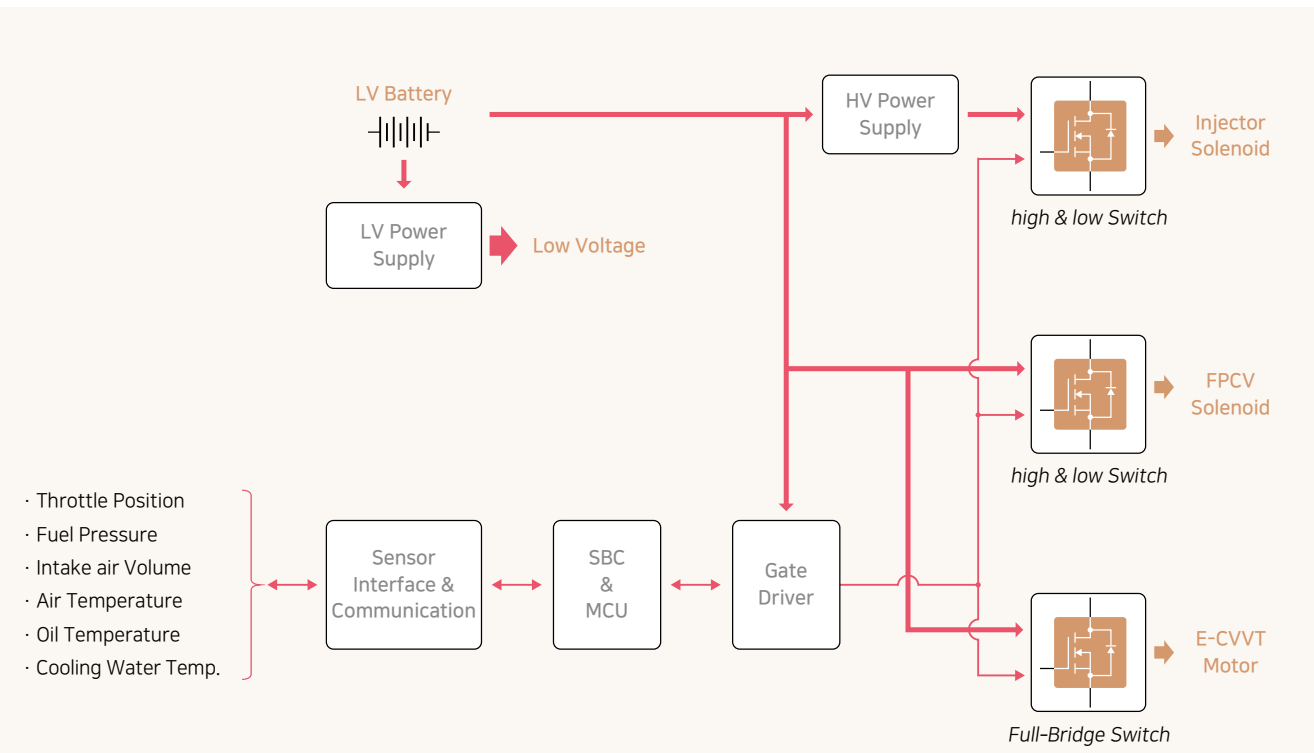 LV Battery
HV Power
Supply
Injector
Solenoid
high & low Switch
LV Power
Supply
Low Voltage
FPCV
Solenoid
high & low Switch
· Throttle Position
· Fuel Pressure
· Intake air Volume
· Air Temperature
· Oil Temperature
· Cooling Water Temp.
Sensor
Interface &
Communication
SBC
&
MCU
Gate
Driver
E-CVVT
Motor
Full-Bridge Switch